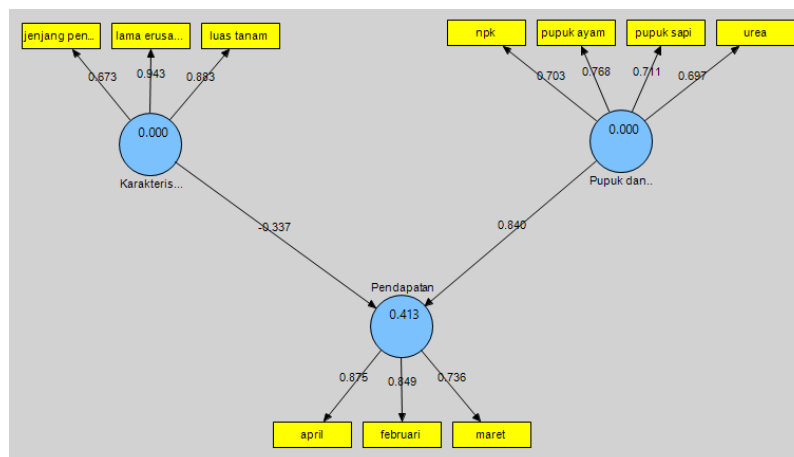 jenjang pen...
lama erusa...
luas tanam
npk
pupuk ayam
pupuk sapi
urea
0.673
0.943
0.883
0.703
0.768
0.711
0.697
0.000
0.000
Karakteris...
Pupuk dan..
-0.337
0.840
Pendapatan
0.413
0.875
0.849
0.736
april
februari
maret